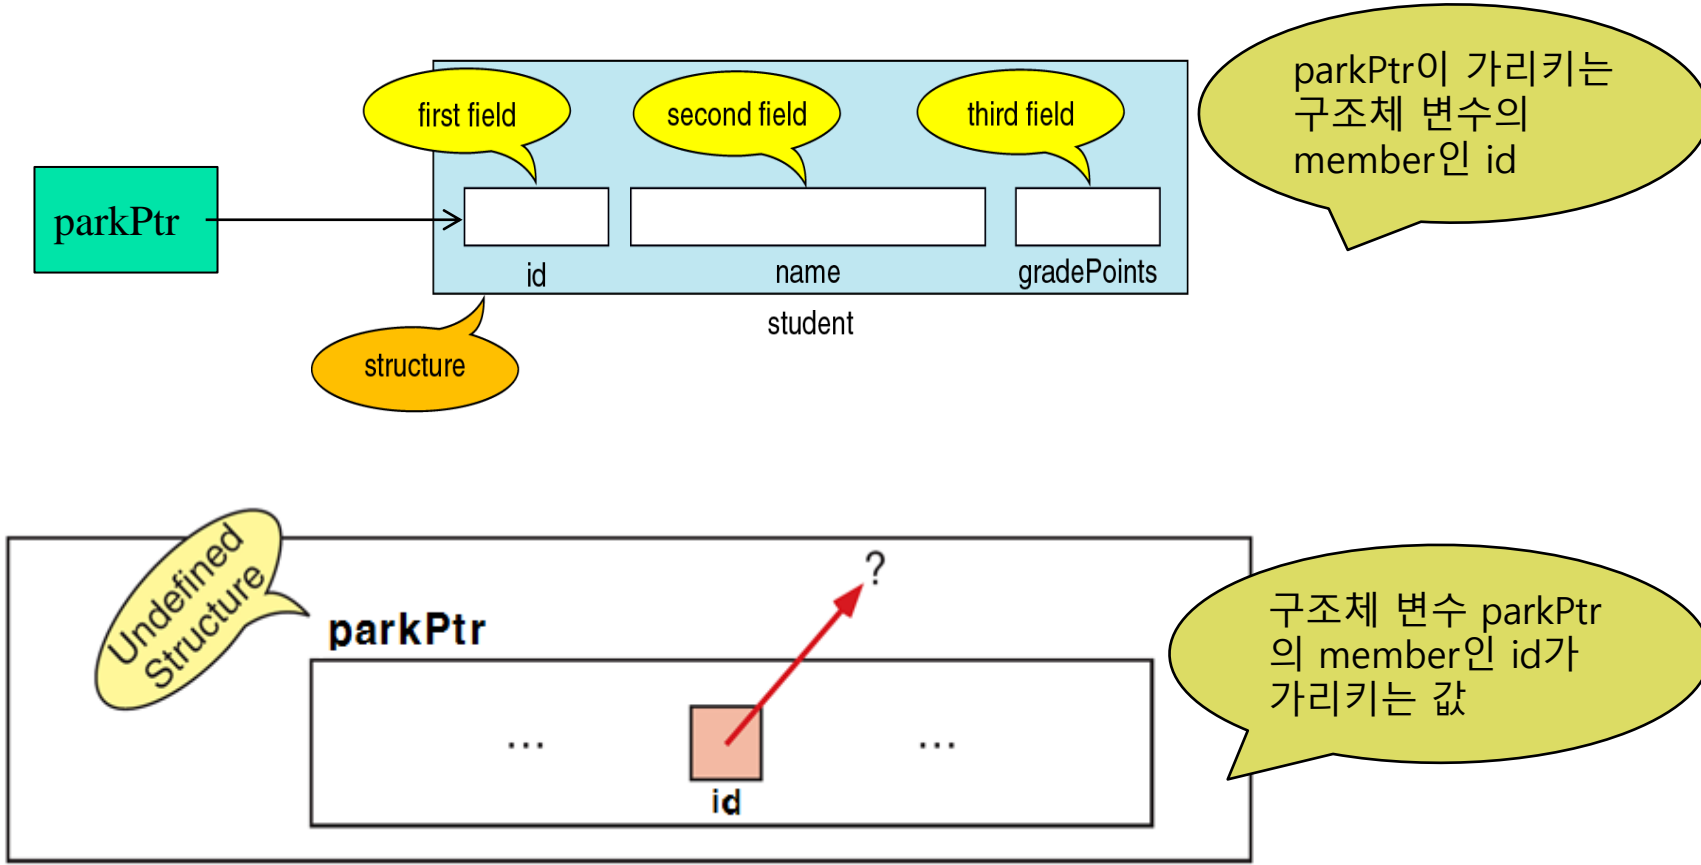 parkPtr이 가리키는
구조체 변수의
member인 id
first field
second field
third field
parkPtr
id
name
gradePoints
student
structure
Undefined
Structure
?
parkPtr
구조체 변수 parkPtr
의 member인 id가
가리키는 값
... ...
id